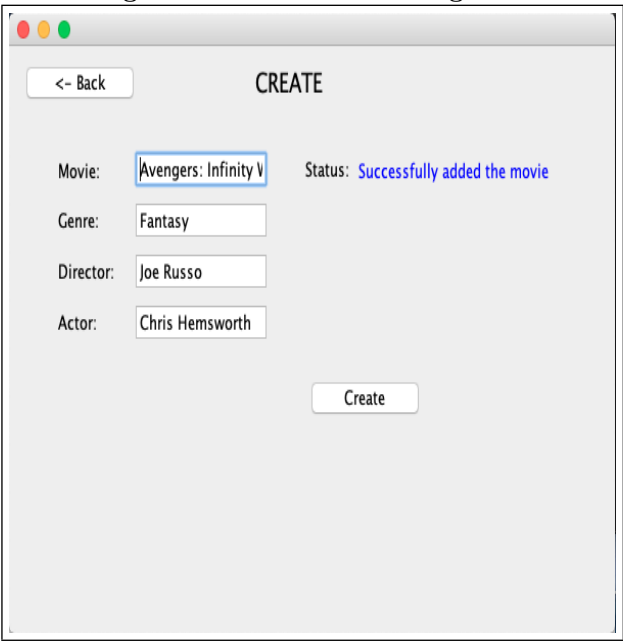 <- Back
CREATE
Movie: Avengers: Infinity Status: Successfully added the movie
Genre: Fantasy
Director: Joe Russo
Actor: Chris Hemsworth
Create